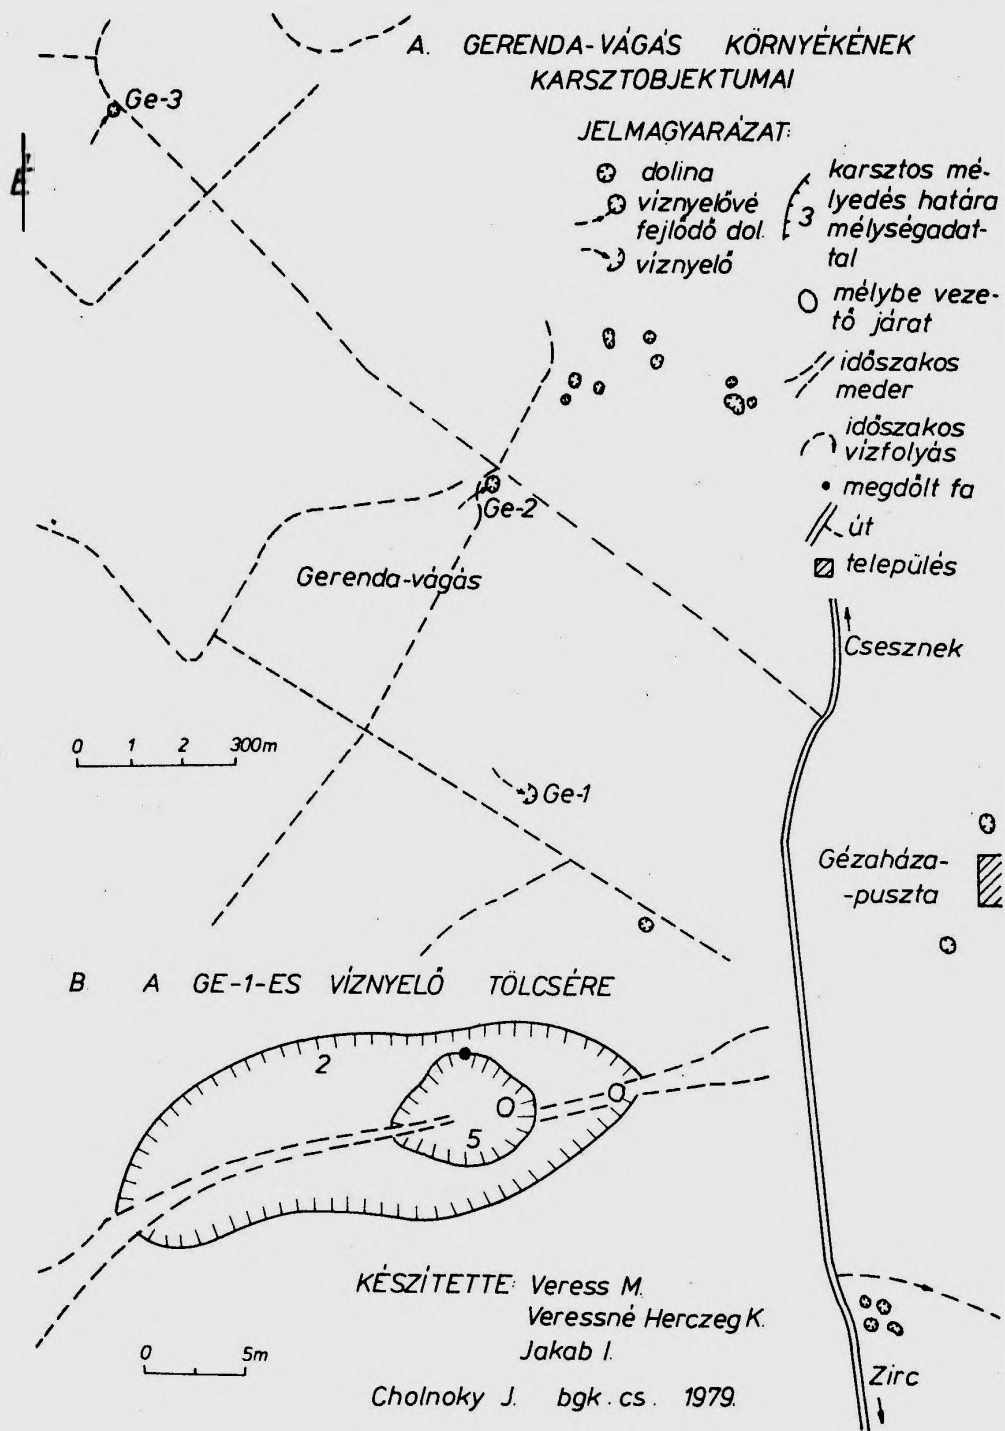 A. GERENDA-VÁGÁS KÖRNYÉKÉNEK
KARSZTOBJEKTUMAI
Ge-3
É
JELMAGYARÁZAT:
dolina
víznyelővé
fejlődő dol.
víznyelő
3
karsztos mé-
lyedés határa
mélységadat-
tal
mélybe veze-
tő járat
időszakos
meder
időszakos
vízfolyás
megdőlt fa
út
település
Ge-2
Gerenda-vágás
Csesznek
0 1 2 300m
Ge-1
Gézaháza-
-puszta
B A GE-1-ES VÍZNYELŐ TÖLCSÉRE
2
5
KÉSZÍTETTE: Veress M.
Veressné Herczeg K.
Jakab I.
0 5m
Cholnoky J. bgk. cs. 1979.
Zirc